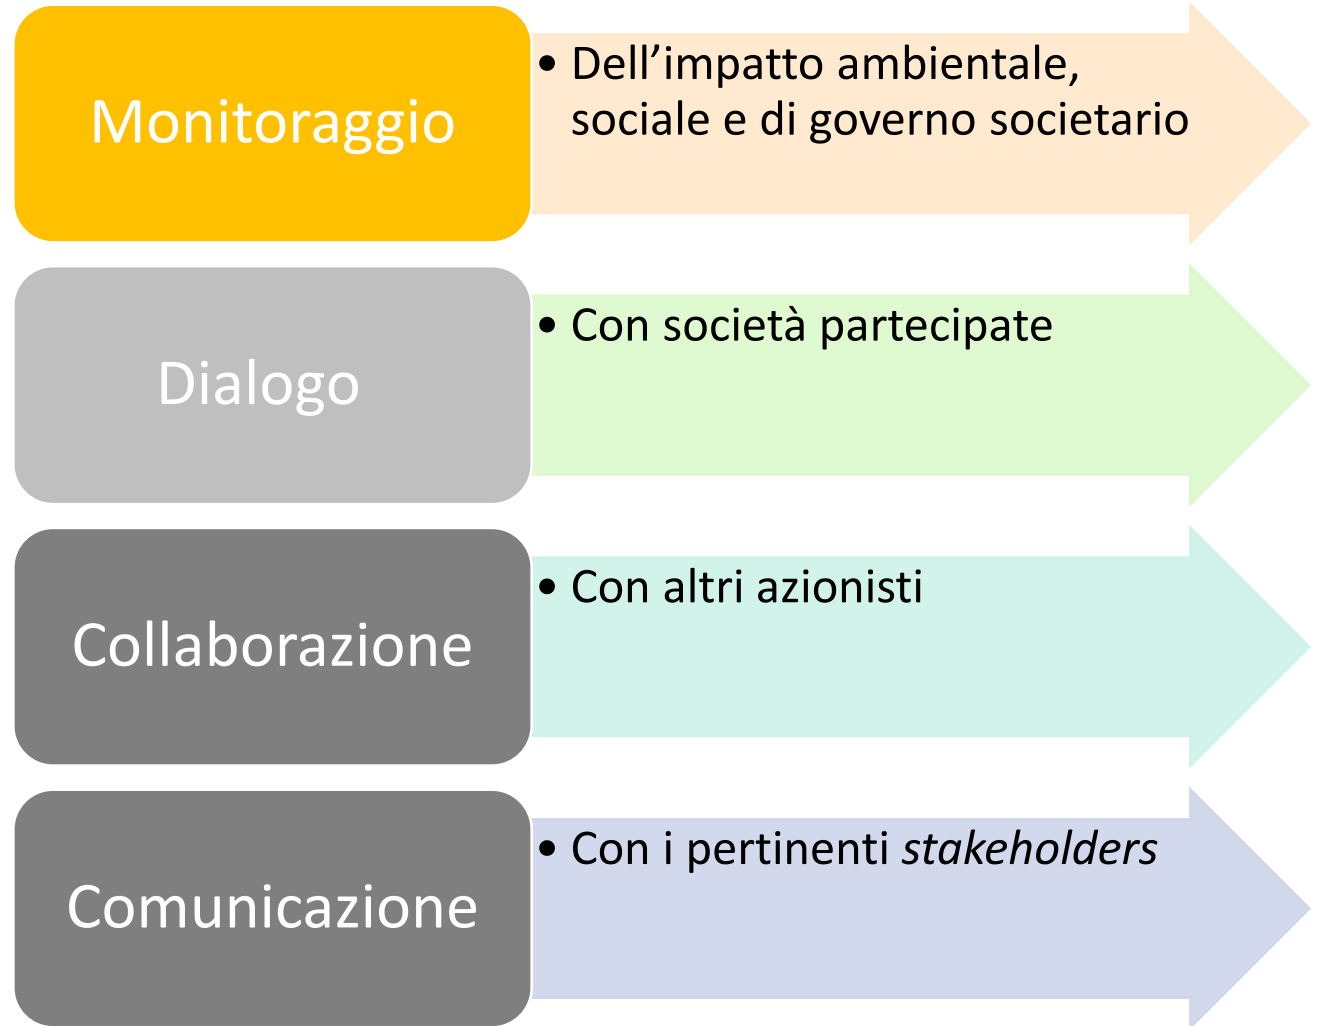 Monitoraggio
• Dell’impatto ambientale,
sociale e di governo societario
Dialogo
• Con società partecipate
Collaborazione
• Con altri azionisti
Comunicazione
• Con i pertinenti stakeholders